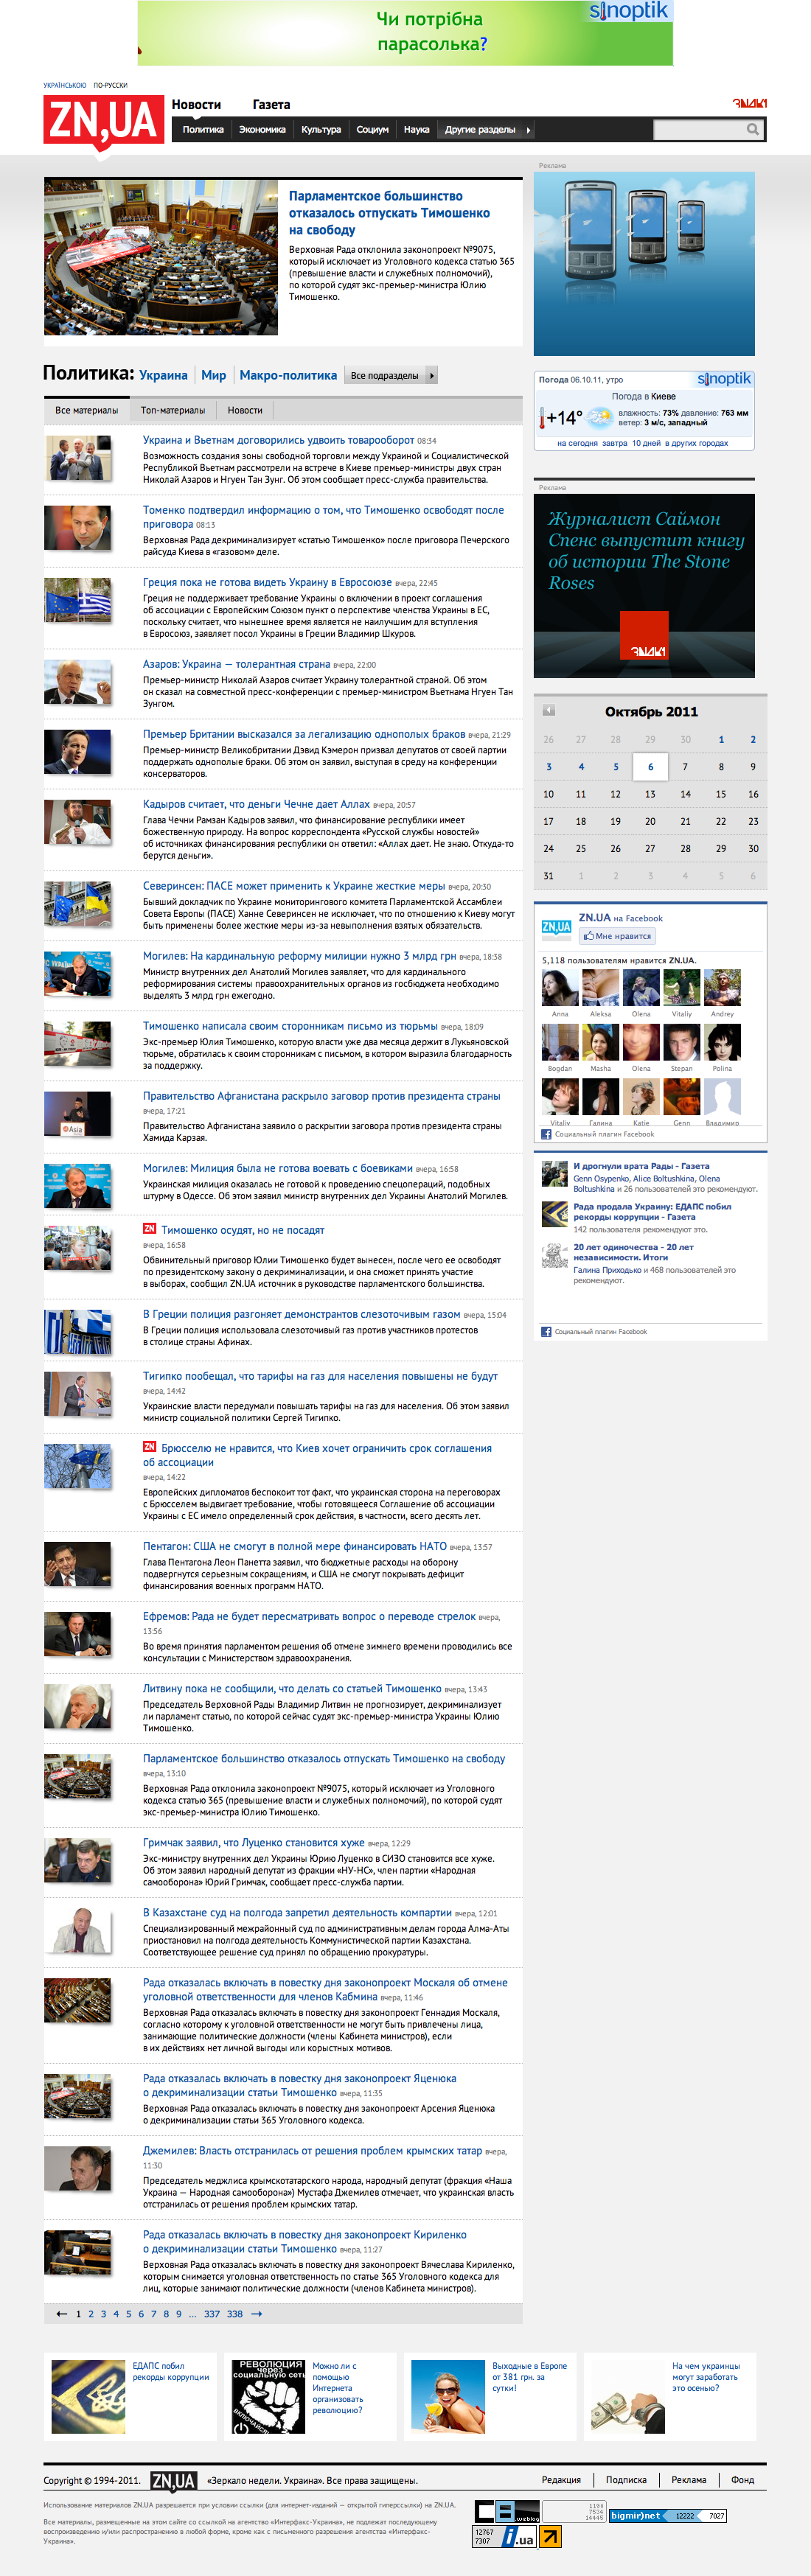 Чи потрібна
парасолька?
sinoptik
УКРАЇНСЬКОЮ ПО-РУССКИ
ZN,UA
Новости Газета
ЗНАКИ
Политика Экономика Культура Социум Наука Другие разделы
Реклама
Парламентское большинство
отказалось отпускать Тимошенко
на свободу
Верховная Рада отклонила законопроект №9075,
который исключает из Уголовного кодекса статью 365
(превышение власти и служебных полномочий),
по которой судят экс-премьер-министра Юлию
Тимошенко.
Политика: Украина Мир Макро-политика Все подразделы
Все материалы Топ-материалы Новости
Украина и Вьетнам договорились удвоить товарооборот 08:34
Возможность создания зоны свободной торговли между Украиной и Социалистической
Республикой Вьетнам рассмотрели на встрече в Киеве премьер-министры двух стран
Николай Азаров и Нгуен Тан Зунг. Об этом сообщает пресс-служба правительства.
Томенко подтвердил информацию о том, что Тимошенко освободят после
приговора 08:13
Верховная Рада декриминализирует «статью Тимошенко» после приговора Печерского
райсуда Киева в «газовом» деле.
Греция пока не готова видеть Украину в Евросоюзе вчера, 22:45
Греция не поддерживает требование Украины о включении в проект соглашения
об ассоциации с Европейским Союзом пункт о перспективе членства Украины в ЕС,
поскольку считает, что нынешнее время является не наилучшим для вступления
в Евросоюз, заявляет посол Украины в Греции Владимир Шкуров.
Азаров: Украина — толерантная страна вчера, 22:00
Премьер-министр Николай Азаров считает Украину толерантной страной. Об этом
он сказал на совместной пресс-конференции с премьер-министром Вьетнама Нгуен Тан
Зунгом.
Премьер Британии высказался за легализацию однополых браков вчера, 21:29
Премьер-министр Великобритании Дэвид Кэмерон призвал депутатов от своей партии
поддержать однополые браки. Об этом он заявил, выступая в среду на конференции
консерваторов.
Кадыров считает, что деньги Чечне дает Аллах вчера, 20:57
Глава Чечни Рамзан Кадыров заявил, что финансирование республики имеет
божественную природу. На вопрос корреспондента «Русской службы новостей»
об источниках финансирования республики он ответил: «Аллах дает. Не знаю. Откуда-то
берутся деньги».
Северинсен: ПАСЕ может применить к Украине жесткие меры вчера, 20:30
Бывший докладчик по Украине мониторингового комитета Парламентской Ассамблеи
Совета Европы (ПАСЕ) Ханне Северинсен не исключает, что по отношению к Киеву могут
быть применены более жесткие меры из-за невыполнения взятых обязательств.
Могилев: На кардинальную реформу милиции нужно 3 млрд грн вчера, 18:38
Министр внутренних дел Анатолий Могилев заявляет, что для кардинального
реформирования системы правоохранительных органов из госбюджета необходимо
выделять 3 млрд грн ежегодно.
Тимошенко написала своим сторонникам письмо из тюрьмы вчера, 18:09
Экс-премьер Юлия Тимошенко, которую власти уже два месяца держит в Лукьяновской
тюрьме, обратилась к своим сторонникам с письмом, в котором выразила благодарность
за поддержку.
Правительство Афганистана раскрыло заговор против президента страны
вчера, 17:21
Правительство Афганистана заявило о раскрытии заговора против президента страны
Хамида Карзая.
Могилев: Милиция была не готова воевать с боевиками вчера, 16:58
Украинская милиция оказалась не готовой к проведению спецопераций, подобных
штурму в Одессе. Об этом заявил министр внутренних дел Украины Анатолий Могилев.
ZN Тимошенко осудят, но не посадят
вчера, 16:58
Обвинительный приговор Юлии Тимошенко будет вынесен, после чего ее освободят
по президентскому закону о декриминализации, и она сможет принять участие
в выборах, сообщил ZN.UA источник в руководстве парламентского большинства.
В Греции полиция разгоняет демонстрантов слезоточивым газом вчера, 15:04
В Греции полиция использовала слезоточивый газ против участников протестов
в столице страны Афинах.
Тигипко пообещал, что тарифы на газ для населения повышены не будут
вчера, 14:42
Украинские власти передумали повышать тарифы на газ для населения. Об этом заявил
министр социальной политики Сергей Тигипко.
ZN Брюсселю не нравится, что Киев хочет ограничить срок соглашения
об ассоциации
вчера, 14:22
Европейских дипломатов беспокоит тот факт, что украинская сторона на переговорах
с Брюсселем выдвигает требование, чтобы готовящееся Соглашение об ассоциации
Украины с ЕС имело определенный срок действия, в частности, всего десять лет.
Пентагон: США не смогут в полной мере финансировать НАТО вчера, 13:57
Глава Пентагона Леон Панетта заявил, что бюджетные расходы на оборону
подвергнутся серьезным сокращениям, и США не смогут покрывать дефицит
финансирования военных программ НАТО.
Ефремов: Рада не будет пересматривать вопрос о переводе стрелок вчера,
13:56
Во время принятия парламентом решения об отмене зимнего времени проводились все
консультации с Министерством здравоохранения.
Литвину пока не сообщили, что делать со статьей Тимошенко вчера, 13:43
Председатель Верховной Рады Владимир Литвин не прогнозирует, декриминализует
ли парламент статью, по которой сейчас судят экс-премьер-министра Украины Юлию
Тимошенко.
Парламентское большинство отказалось отпускать Тимошенко на свободу
вчера, 13:10
Верховная Рада отклонила законопроект №9075, который исключает из Уголовного
кодекса статью 365 (превышение власти и служебных полномочий), по которой судят
экс-премьер-министра Юлию Тимошенко.
Гримчак заявил, что Луценко становится хуже вчера, 12:29
Экс-министру внутренних дел Украины Юрию Луценко в СИЗО становится все хуже.
Об этом заявил народный депутат из фракции «НУ-НС», член партии «Народная
самооборона» Юрий Гримчак, сообщает пресс-служба партии.
В Казахстане суд на полгода запретил деятельность компартии вчера, 12:01
Специализированный межрайонный суд по административным делам города Алма-Аты
приостановил на полгода деятельность Коммунистической партии Казахстана.
Соответствующее решение суд принял по обращению прокуратуры.
Рада отказалась включать в повестку дня законопроект Москаля об отмене
уголовной ответственности для членов Кабмина вчера, 11:46
Верховная Рада отказалась включать в повестку дня законопроект Геннадия Москаля,
согласно которому к уголовной ответственности не могут быть привлечены лица,
занимающие политические должности (члены Кабинета министров), если
в их действиях нет личной выгоды или корыстных мотивов.
Рада отказалась включать в повестку дня законопроект Яценюка
о декриминализации статьи Тимошенко вчера, 11:35
Верховная Рада отказалась включать в повестку дня законопроект Арсения Яценюка
о декриминализации статьи 365 Уголовного кодекса.
Джемилев: Власть отстранилась от решения проблем крымских татар вчера,
11:30
Председатель меджлиса крымскотатарского народа, народный депутат (фракция «Наша
Украина — Народная самооборона») Мустафа Джемилев отмечает, что украинская власть
отстранилась от решения проблем крымских татар.
Рада отказалась включать в повестку дня законопроект Кириленко
о декриминализации статьи Тимошенко вчера, 11:27
Верховная Рада отказалась включать в повестку дня законопроект Вячеслава Кириленко,
которым снимается уголовная ответственность по статье 365 Уголовного кодекса для
лиц, которые занимают политические должности (членов Кабинета министров).
← 1 2 3 4 5 6 7 8 9 ... 337 338 →
Погода 06.10.11, утро sinoptik
Погода в Киеве
+14° влажность: 73% давление: 763 мм
ветер: 3 м/с, западный
на сегодня завтра 10 дней в других городах
Реклама
Журналист Саймон
Спенс выпустит книгу
об истории The Stone
Roses
ЗНАКИ
Октябрь 2011
26 27 28 29 30 1 2
3 4 5 6 7 8 9
10 11 12 13 14 15 16
17 18 19 20 21 22 23
24 25 26 27 28 29 30
31 1 2 3 4 5 6
ZN,UA
ZN.UA на Facebook
Мне нравится
5,118 пользователям нравится ZN.UA.
Anna Aleksa Olena Vitaliy Andrey
Bogdan Masha Olena Stepan Polina
Vitaliy Галина Katie Genn Владимир
Социальный плагин Facebook
И дрогнули врата Рады - Газета
Genn Osypenko, Alice Boltushkina, Olena
Boltushkina и 26 пользователей это рекомендуют.
Рада продала Украину: ЕДАПС побил
рекорды коррупции - Газета
142 пользователя рекомендуют это.
20 лет одиночества - 20 лет
независимости. Итоги
Галина Приходько и 468 пользователей это
рекомендуют.
Социальный плагин Facebook
ЕДАПС побил
рекорды коррупции
РЕВОЛЮЦИЯ
через
социальную сеть
Можно ли с
помощью
Интернета
организовать
революцию?
Выходные в Европе
от 381 грн. за
сутки!
На чем украинцы
могут заработать
это осенью?
Copyright © 1994-2011. ZN,UA «Зеркало недели. Украина». Все права защищены.
Редакция Подписка Реклама Фонд
Использование материалов ZN.UA разрешается при условии ссылки (для интернет-изданий — открытой гиперссылки) на ZN.UA.
Все материалы, размещенные на этом сайте со ссылкой на агентство «Интерфакс-Украина», не подлежат последующему
воспроизведению и/или распространению в любой форме, кроме как с письменного разрешения агентства «Интерфакс-
Украина».
weblog
1194
7534
14445
bigmir)net 12222 7027
12767
7307
i.ua